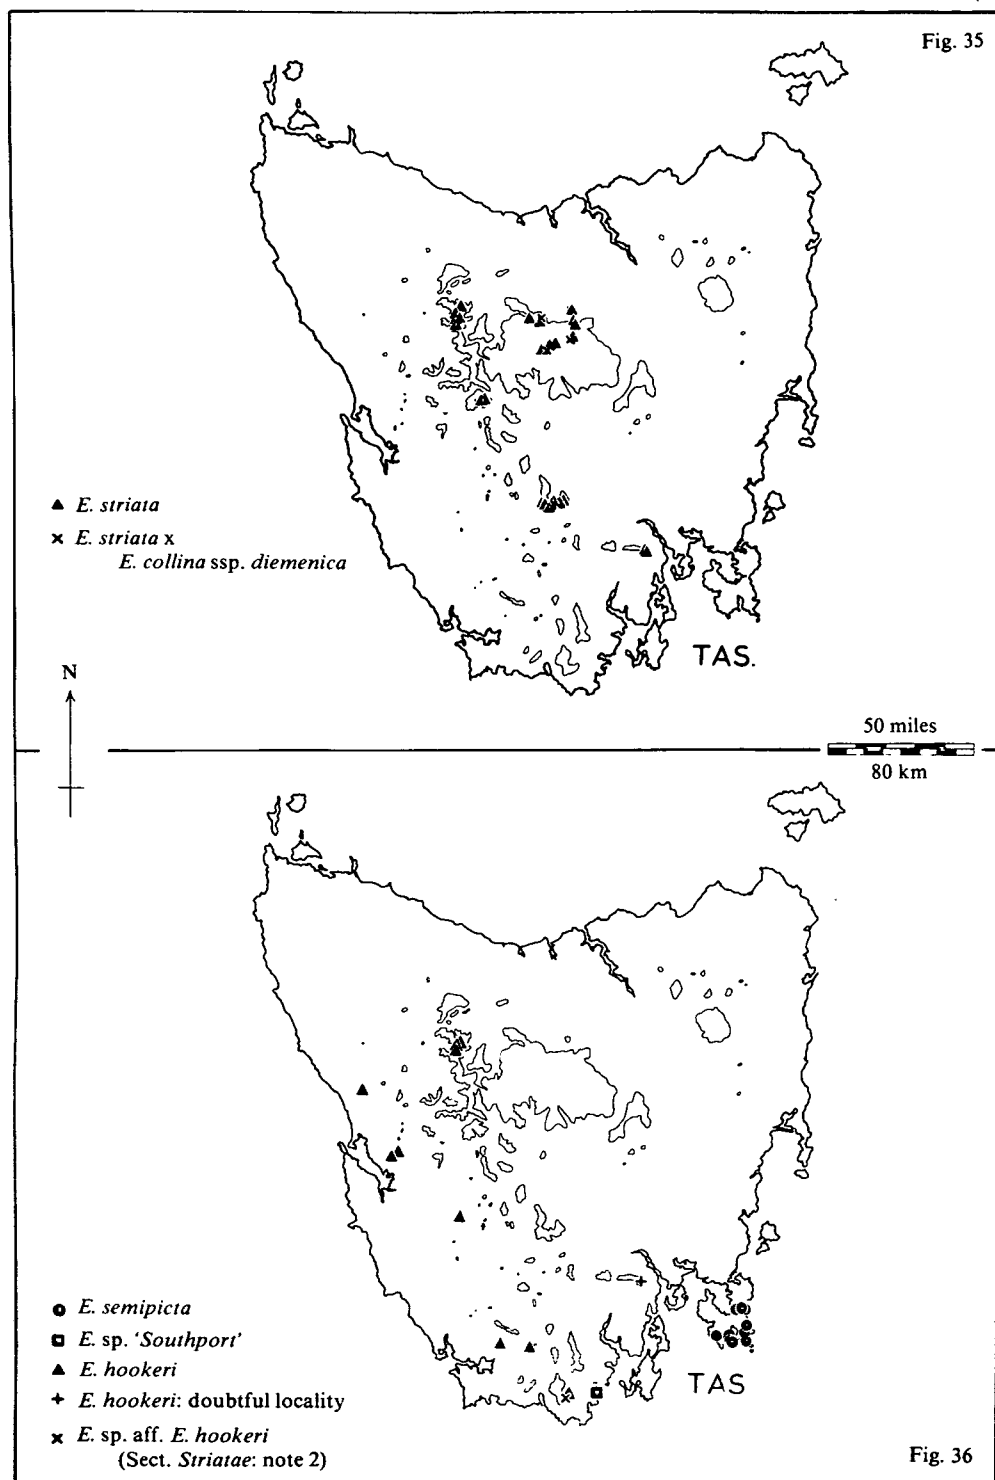 Fig. 35
▲ E. striata
× E. striata x
E. collina ssp. diemenica
TAS.
N
50 miles
80 km
E. semipicta
E. sp. 'Southport'
▲ E. hookeri
+ E. hookeri: doubtful locality
× E. sp. aff. E. hookeri
(Sect. Striatae: note 2)
TAS
Fig. 36